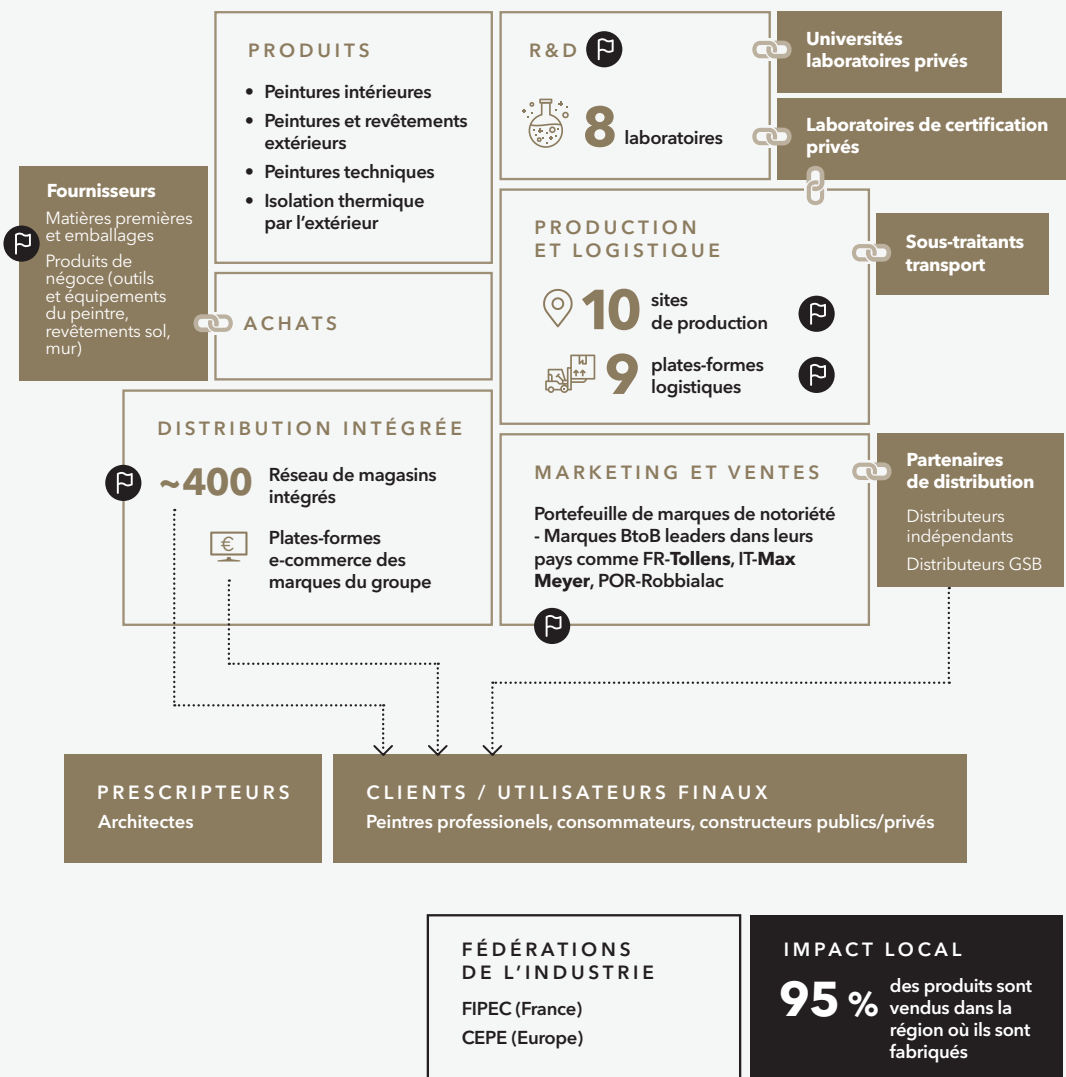 PRODUITS
• Peintures intérieures
• Peintures et revêtements
extérieurs
• Peintures techniques
• Isolation thermique
par l'extérieur
R&D
8 laboratoires
Universités
laboratoires privés
Laboratoires de certification
privés
Fournisseurs
Matières premières
et emballages
Produits de
négoce (outils
et équipements
du peintre,
revêtements sol,
mur)
ACHATS
PRODUCTION
ET LOGISTIQUE
10 sites
de production
9 plates-formes
logistiques
Sous-traitants
transport
DISTRIBUTION INTÉGRÉE
~400 Réseau de magasins
intégrés
€
Plates-formes
e-commerce des
marques du groupe
MARKETING ET VENTES
Portefeuille de marques de notoriété
- Marques BtoB leaders dans leurs
pays comme FR-Tollens, IT-Max
Meyer, POR-Robbialac
Partenaires
de distribution
Distributeurs
indépendants
Distributeurs GSB
PRESCRIPTEURS
Architectes
CLIENTS / UTILISATEURS FINAUX
Peintres professionels, consommateurs, constructeurs publics/privés
FÉDÉRATIONS
DE L'INDUSTRIE
FIPEC (France)
CEPE (Europe)
IMPACT LOCAL
95 % des produits sont
vendus dans la
région où ils sont
fabriqués